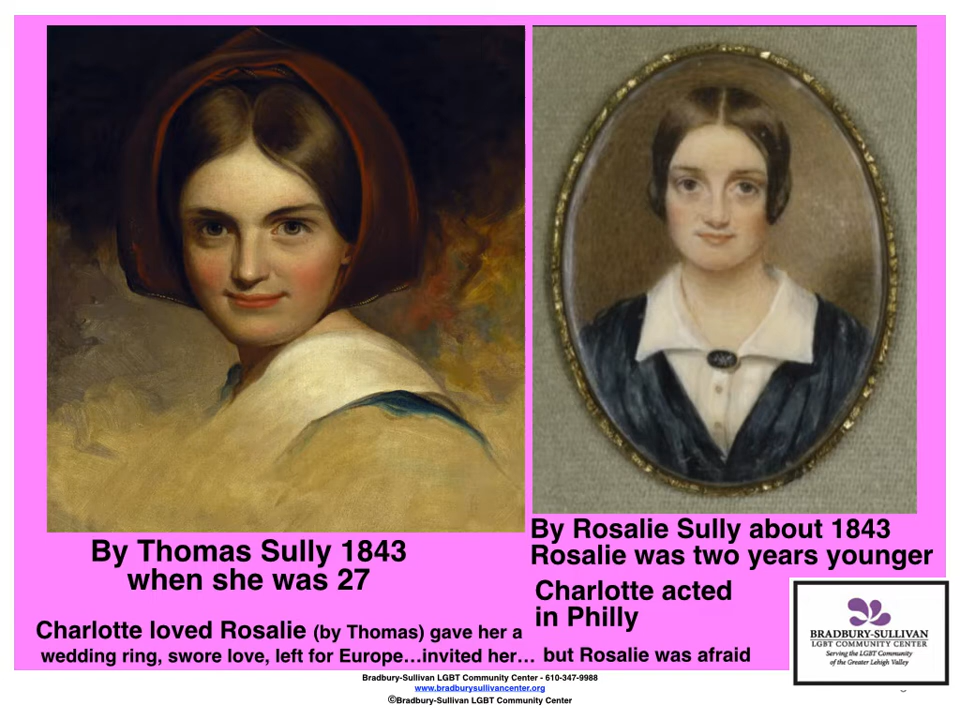 By Thomas Sully 1843
when she was 27
By Rosalie Sully about 1843
Rosalie was two years younger
Charlotte acted
in Philly
Charlotte loved Rosalie (by Thomas) gave her a
wedding ring, swore love, left for Europe…invited her… but Rosalie was afraid
BRADBURY-SULLIVAN
LGBT COMMUNITY CENTER
Serving the LGBT Community
of the Greater Lehigh Valley
Bradbury-Sullivan LGBT Community Center - 610-347-9988
www.bradburysullivancenter.org
©Bradbury-Sullivan LGBT Community Center